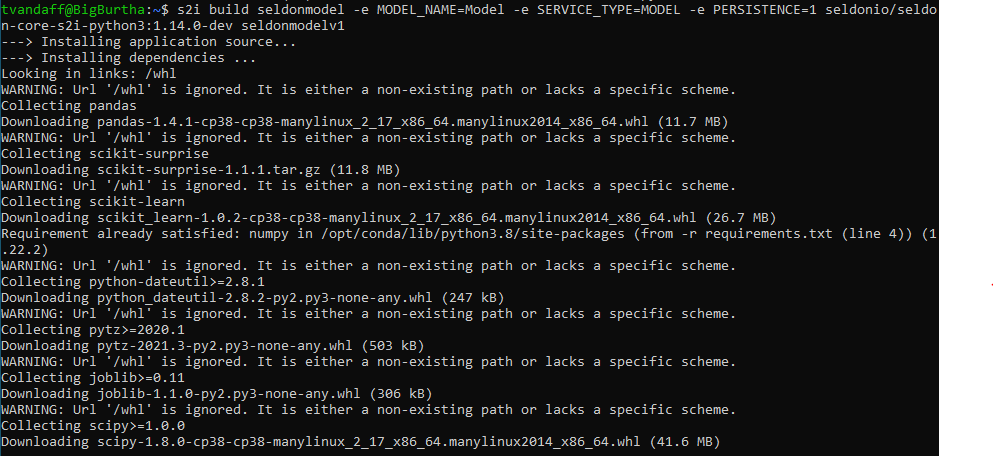 tvandaff@BigBurtha:~$ s2i build seldonmodel -e MODEL_NAME=Model -e SERVICE_TYPE=MODEL -e PERSISTENCE=1 seldonio/seldo
n-core-s2i-python3:1.14.0-dev seldonmodelv1
---> Installing application source...
---> Installing dependencies ...
Looking in links: /whl
WARNING: Url '/whl' is ignored. It is either a non-existing path or lacks a specific scheme.
Collecting pandas
Downloading pandas-1.4.1-cp38-cp38-manylinux_2_17_x86_64.manylinux2014_x86_64.whl (11.7 MB)
WARNING: Url '/whl' is ignored. It is either a non-existing path or lacks a specific scheme.
Collecting scikit-surprise
Downloading scikit-surprise-1.1.1.tar.gz (11.8 MB)
WARNING: Url '/whl' is ignored. It is either a non-existing path or lacks a specific scheme.
Collecting scikit-learn
Downloading scikit_learn-1.0.2-cp38-cp38-manylinux_2_17_x86_64.manylinux2014_x86_64.whl (26.7 MB)
Requirement already satisfied: numpy in /opt/conda/lib/python3.8/site-packages (from -r requirements.txt (line 4)) (1
.22.2)
WARNING: Url '/whl' is ignored. It is either a non-existing path or lacks a specific scheme.
Collecting python-dateutil>=2.8.1
Downloading python_dateutil-2.8.2-py2.py3-none-any.whl (247 kB)
WARNING: Url '/whl' is ignored. It is either a non-existing path or lacks a specific scheme.
Collecting pytz>=2020.1
Downloading pytz-2021.3-py2.py3-none-any.whl (503 kB)
WARNING: Url '/whl' is ignored. It is either a non-existing path or lacks a specific scheme.
Collecting joblib>=0.11
Downloading joblib-1.1.0-py2.py3-none-any.whl (306 kB)
WARNING: Url '/whl' is ignored. It is either a non-existing path or lacks a specific scheme.
Collecting scipy>=1.0.0
Downloading scipy-1.8.0-cp38-cp38-manylinux_2_17_x86_64.manylinux2014_x86_64.whl (41.6 MB)